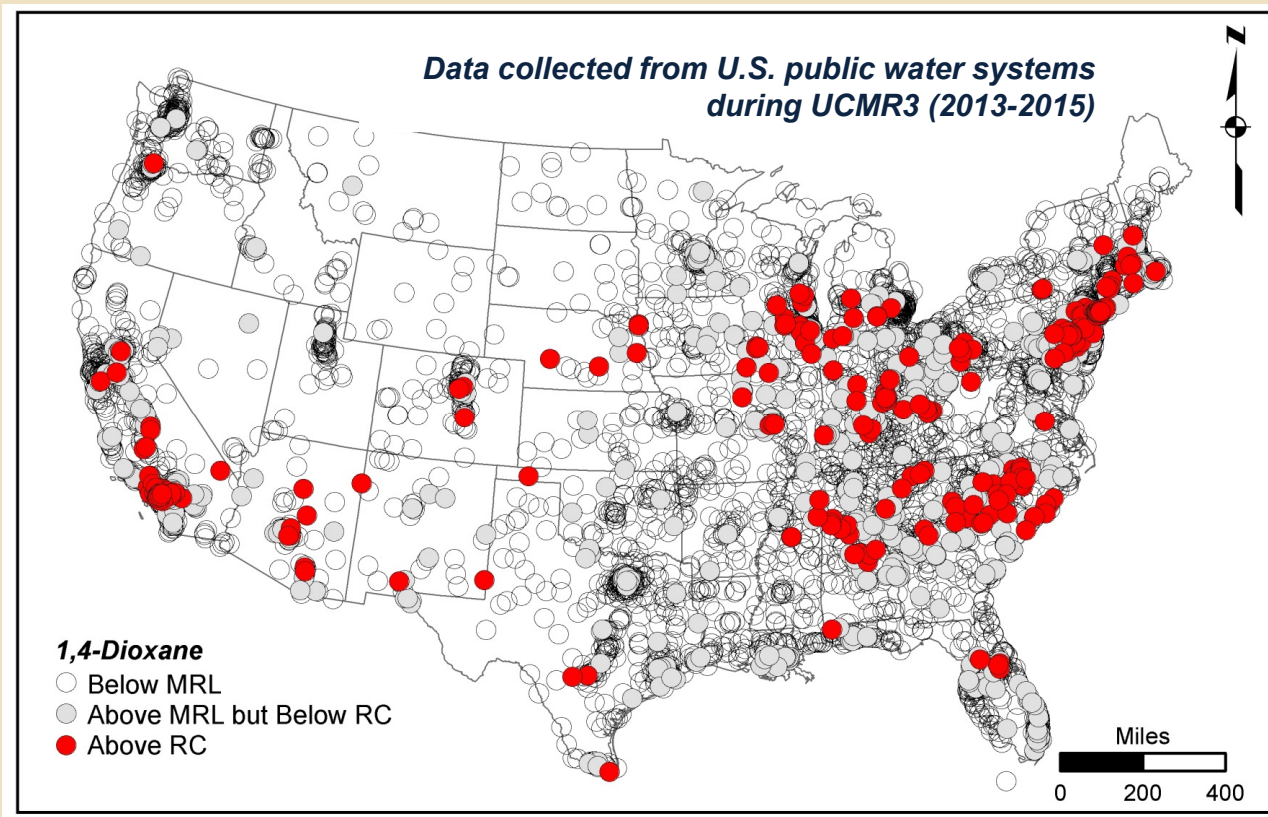 Data collected from U.S. public water systems
during UCMR3 (2013-2015)
N
1,4-Dioxane
Below MRL
Above MRL but Below RC
Above RC
Miles
0 200 400